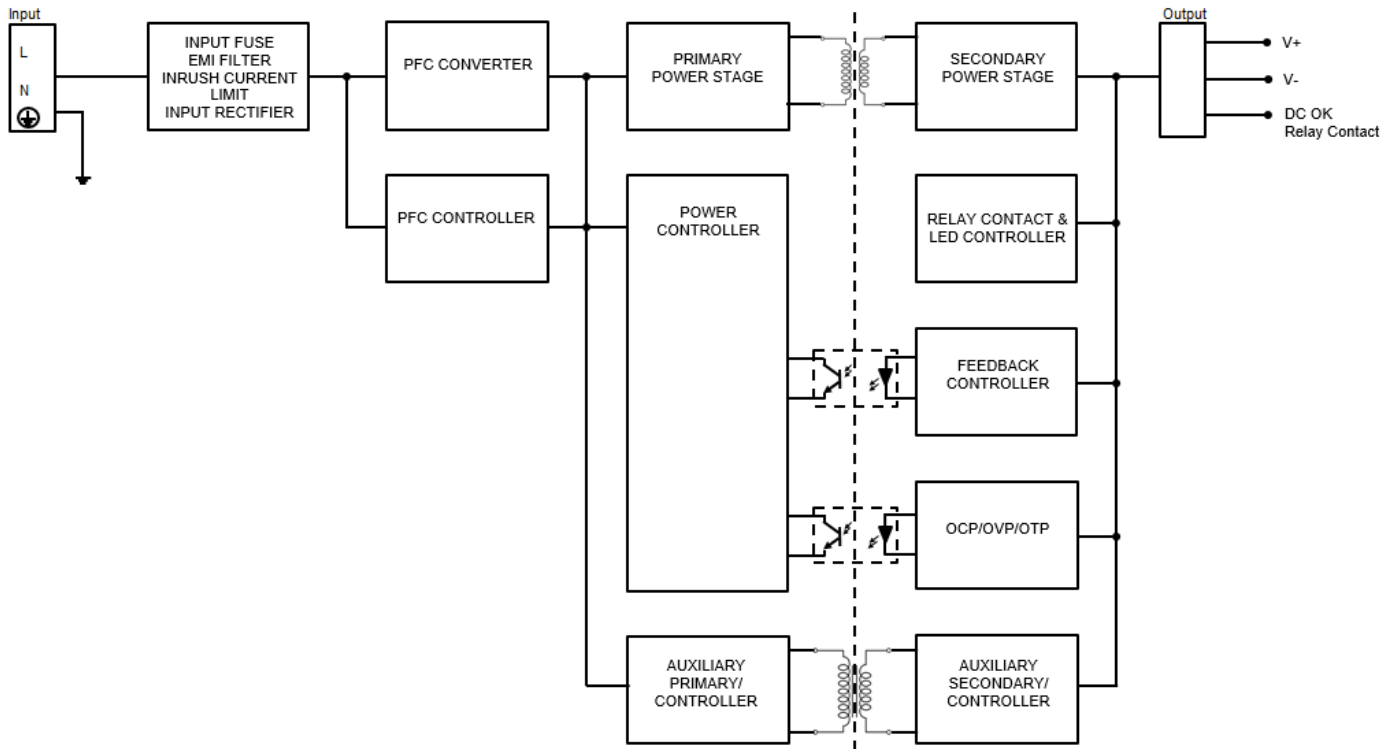 Input
L
N
INPUT FUSE
EMI FILTER
INRUSH CURRENT
LIMIT
INPUT RECTIFIER
PFC CONVERTER
PRIMARY
POWER STAGE
SECONDARY
POWER STAGE
Output
V+
V-
DC OK
Relay Contact
PFC CONTROLLER
POWER
CONTROLLER
RELAY CONTACT &
LED CONTROLLER
FEEDBACK
CONTROLLER
OCP/OVP/OTP
AUXILIARY
PRIMARY/
CONTROLLER
AUXILIARY
SECONDARY/
CONTROLLER